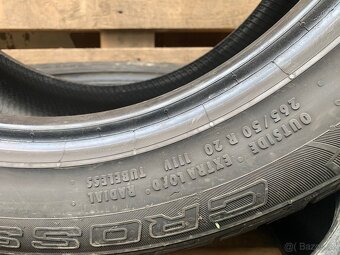 OUTSIDE
265/50 R 20 111V
EXTRA LOAD
RADIAL
TUBELESS
CROSS